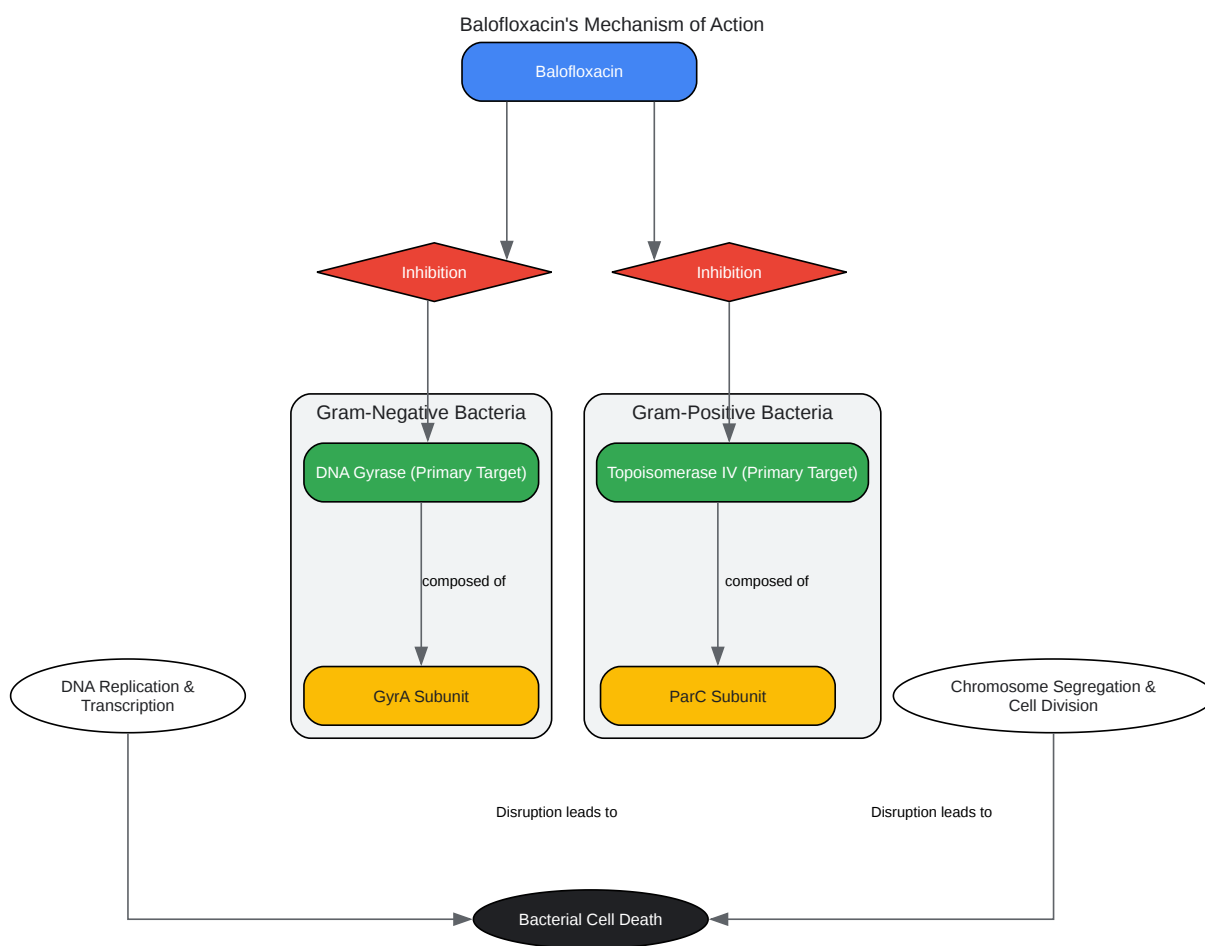 Balofloxacin's Mechanism of Action
Balofloxacin
Inhibition
Inhibition
Gram-Negative Bacteria
Gram-Positive Bacteria
DNA Gyrase (Primary Target)
Topoisomerase IV (Primary Target)
composed of
composed of
DNA Replication &
Transcription
GyrA Subunit
ParC Subunit
Chromosome Segregation &
Cell Division
Disruption leads to
Disruption leads to
Bacterial Cell Death